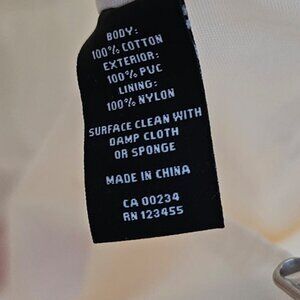 BODY:
100% COTTON
EXTERIOR:
100% PVC
LINING:
100% NYLON
SURFACE CLEAN WITH
DAMP CLOTH
OR SPONGE
MADE IN CHINA
CA 00234
RN 123455